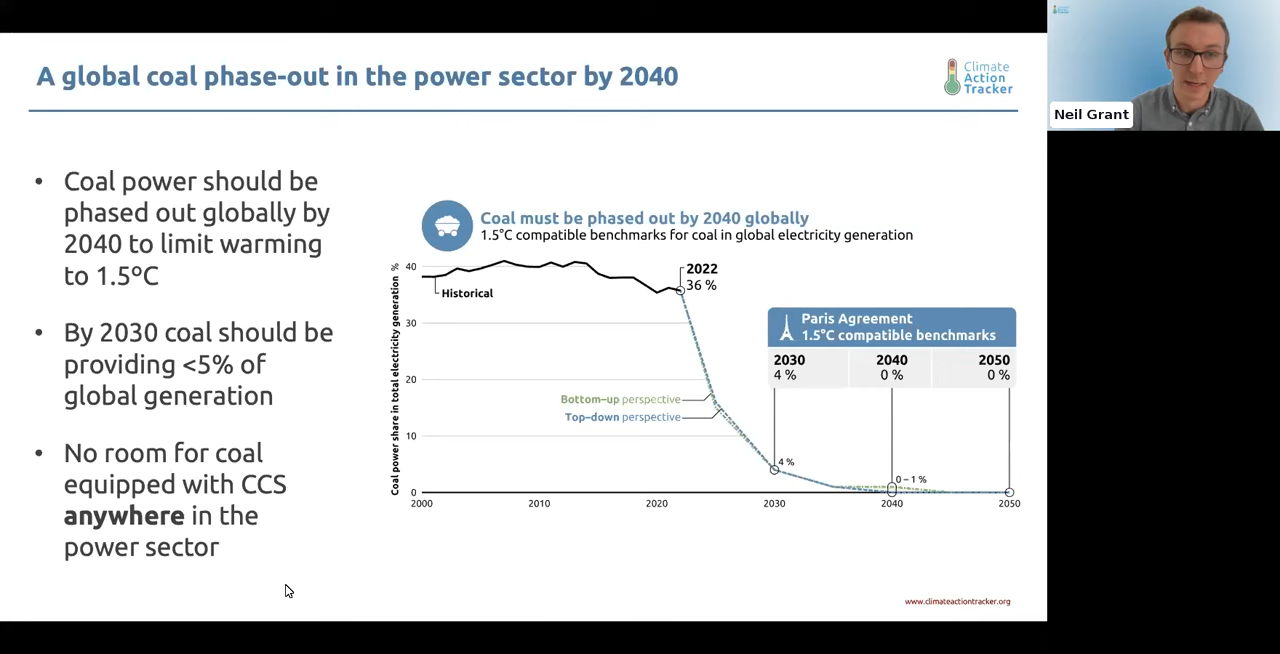 A global coal phase-out in the power sector by 2040
Climate
Action
Tracker
Neil Grant
• Coal power should be
phased out globally by
2040 to limit warming
to 1.5°C
• By 2030 coal should be
providing <5% of
global generation
• No room for coal
equipped with CCS
anywhere in the
power sector
Coal must be phased out by 2040 globally
1.5°C compatible benchmarks for coal in global electricity generation
Coal power share in total electricity generation %
40
30
20
10
0
Historical
2022
36 %
Bottom-up perspective
Top-down perspective
Paris Agreement
1.5°C compatible benchmarks
2030
4 %
2040
0 %
2050
0 %
4 %
0 – 1 %
2000
2010
2020
2030
2040
2050
www.climateactiontracker.org